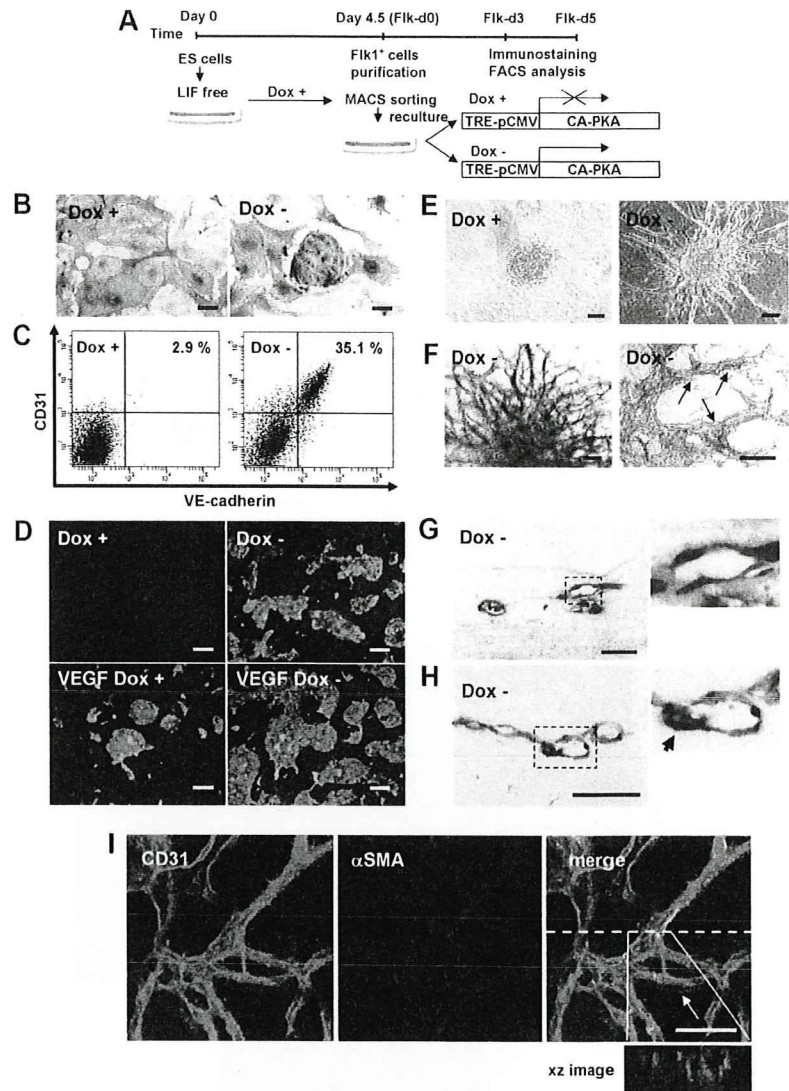 A
Time
Day 0
Day 4.5 (Flk-d0)
Flk-d3
Flk-d5
ES cells
LIF free
Dox +
Flk1+ cells
purification
MACS sorting
reculture
Immunostaining
FACS analysis
Dox +
TRE-pCMV
CA-PKA
Dox -
TRE-pCMV
CA-PKA
B
Dox +
Dox -
C
CD31
Dox +
2.9 %
Dox -
35.1 %
VE-cadherin
D
Dox +
Dox -
VEGF Dox +
VEGF Dox -
E
Dox +
Dox -
F
Dox -
Dox -
G
Dox -
H
Dox -
I
CD31
αSMA
merge
xz image